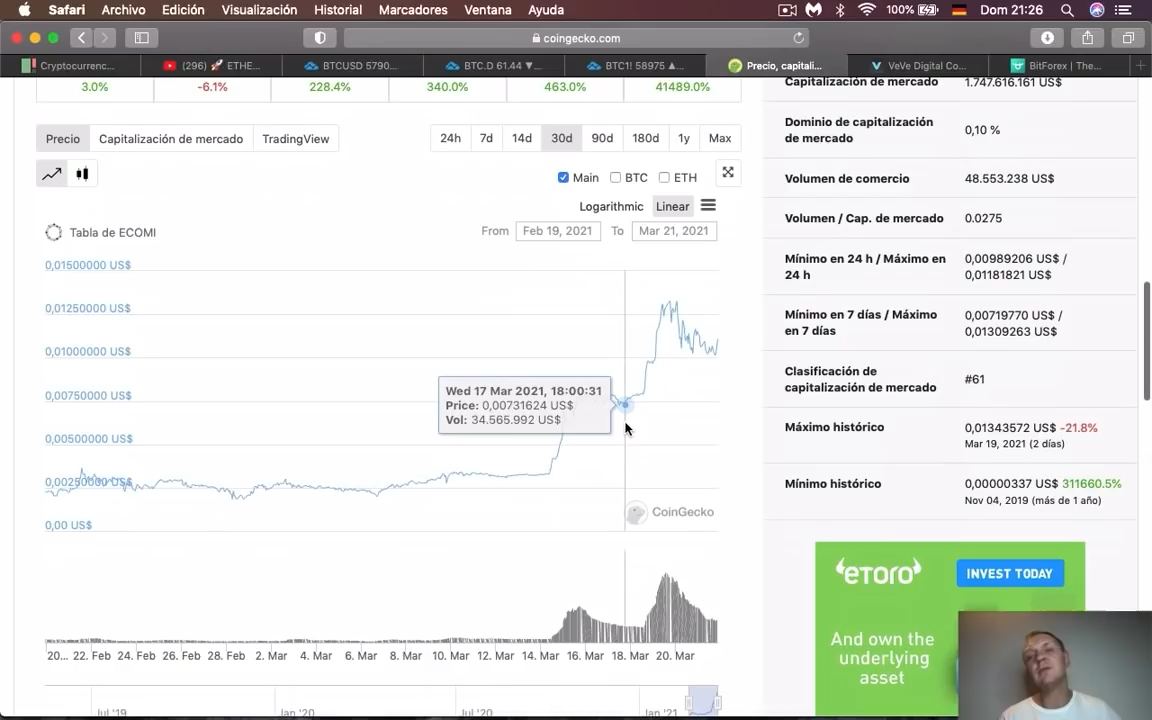 Safari Archivo Edición Visualización Historial Marcadores Ventana Ayuda 100% Dom 21:26
coingecko.com
Cryptocurrenc... (296) 🚀 ETHE... BTCUSD 5790... BTC.D 61.44 ▼... BTC1! 58975 ▲... Precio, capitali... VeVe Digital Co... BitForex | The...
3.0% -6.1% 228.4% 340.0% 463.0% 41489.0%
Precio Capitalización de mercado TradingView 24h 7d 14d 30d 90d 180d 1y Max
Main BTC ETH
Logarithmic Linear
From Feb 19, 2021 To Mar 21, 2021
Tabla de ECOMI
0,01500000 US$
0,01250000 US$
0,01000000 US$
0,00750000 US$
0,00500000 US$
0,00250000 US$
0,00 US$
Wed 17 Mar 2021, 18:00:31
Price: 0,00731624 US$
Vol: 34.565.992 US$
CoinGecko
20... 22. Feb 24. Feb 26. Feb 28. Feb 2. Mar 4. Mar 6. Mar 8. Mar 10. Mar 12. Mar 14. Mar 16. Mar 18. Mar 20. Mar
Jul '19 Jan '20 Jul '20 Jan '21
Capitalización de mercado 1.747.616.161 US$
Dominio de capitalización
de mercado 0,10 %
Volumen de comercio 48.553.238 US$
Volumen / Cap. de mercado 0.0275
Mínimo en 24 h / Máximo en
24 h
0,00989206 US$ /
0,01181821 US$
Mínimo en 7 días / Máximo
en 7 días
0,00719770 US$ /
0,01309263 US$
Clasificación de
capitalización de mercado #61
Máximo histórico 0,01343572 US$ -21.8%
Mar 19, 2021 (2 días)
Mínimo histórico 0,00000337 US$ 311660.5%
Nov 04, 2019 (más de 1 año)
eToro INVEST TODAY
And own the
underlying
asset